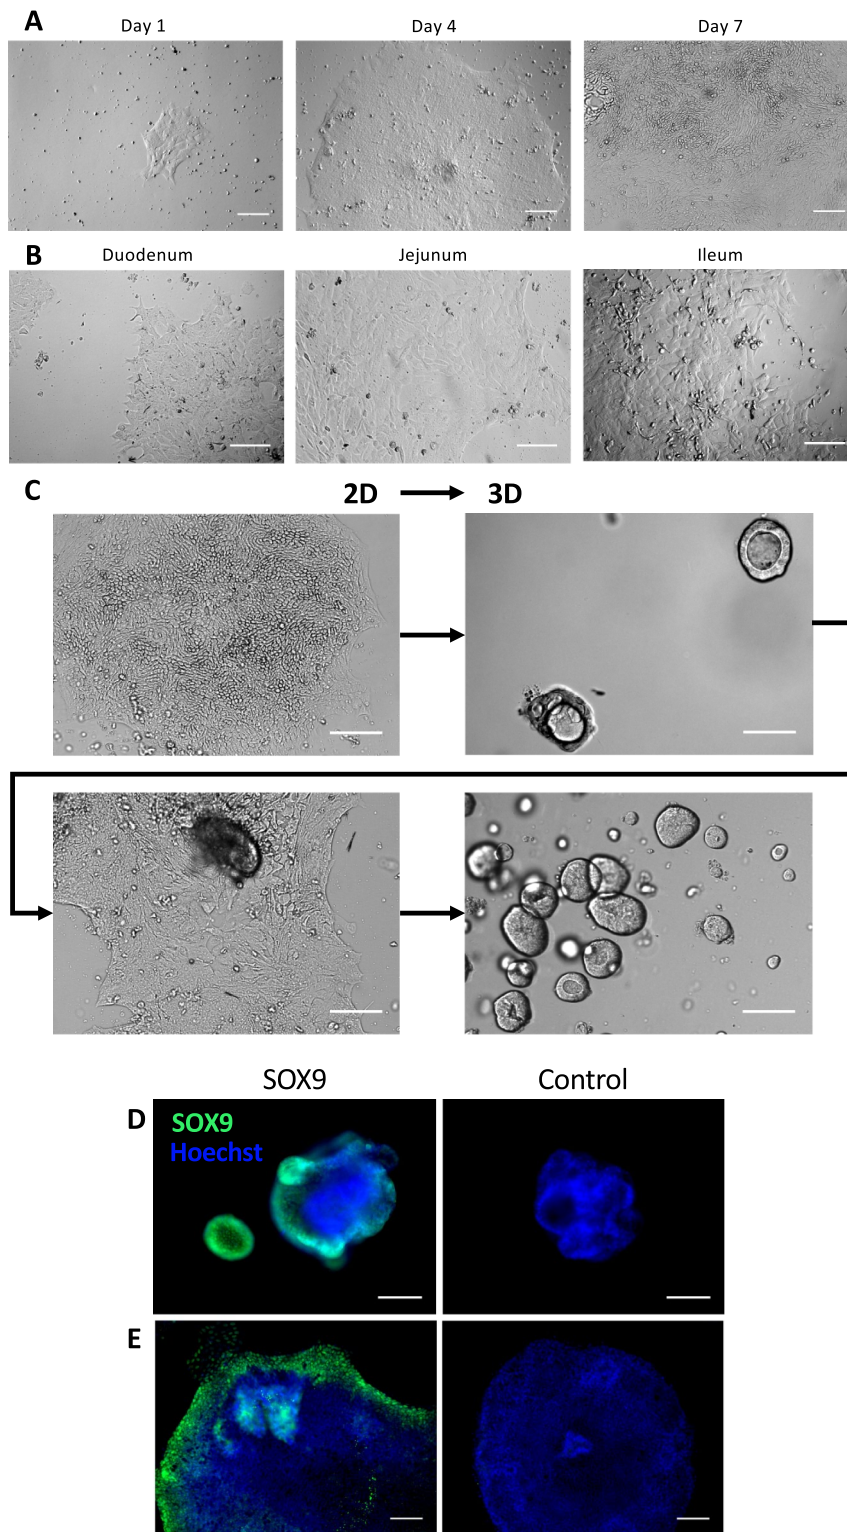 A
Day 1
Day 4
Day 7
B
Duodenum
Jejunum
Ileum
C
2D
3D
SOX9
Control
D
SOX9
Hoechst
E